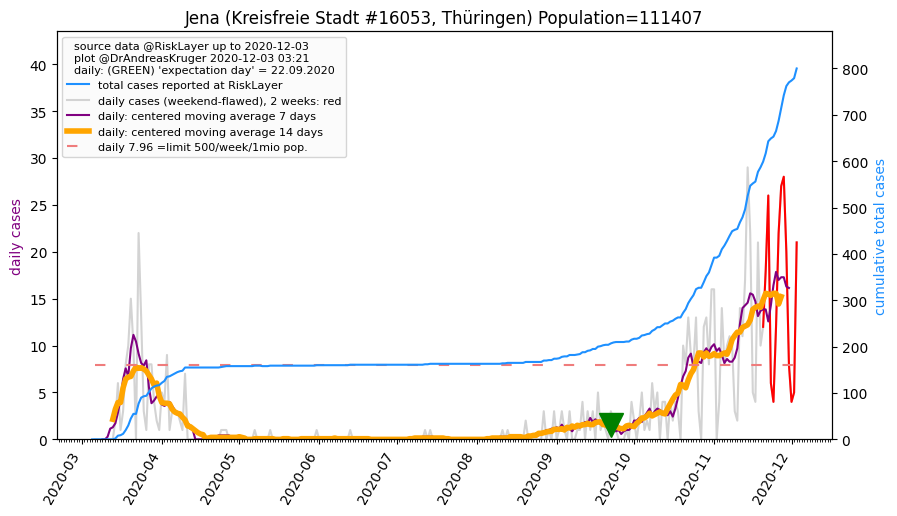 Jena (Kreisfreie Stadt #16053, Thüringen) Population=111407
source data @RiskLayer up to 2020-12-03
plot @DrAndreasKruger 2020-12-03 03:21
daily: (GREEN) 'expectation day' = 22.09.2020
total cases reported at RiskLayer
daily cases (weekend-flawed), 2 weeks: red
daily: centered moving average 7 days
daily: centered moving average 14 days
daily 7.96 =limit 500/week/1mio pop.
daily cases
40
35
30
25
20
15
10
5
0
800
700
600
500
400
300
200
100
0
cumulative total cases
2020-03
2020-04
2020-05
2020-06
2020-07
2020-08
2020-09
2020-10
2020-11
2020-12